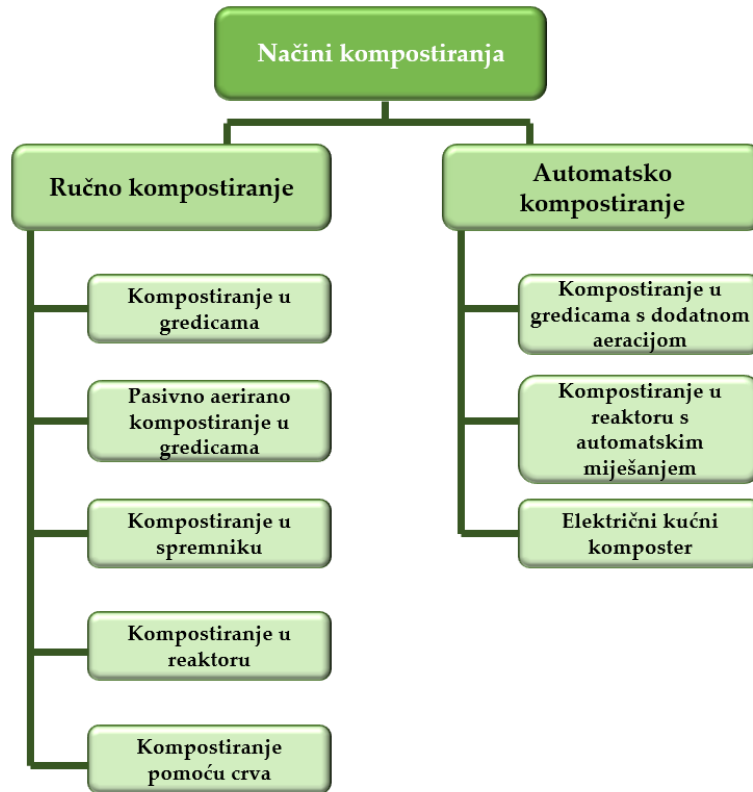 Načini kompostiranja
Ručno kompostiranje
Kompostiranje u
gredicama
Pasivno aerirano
kompostiranje u
gredicama
Kompostiranje u
spremniku
Kompostiranje u
reaktoru
Kompostiranje
pomoću crva
Automatsko
kompostiranje
Kompostiranje u
gredicama s dodatnom
aeracijom
Kompostiranje u
reaktoru s
automatskim
miješanjem
Električni kućni
komposter